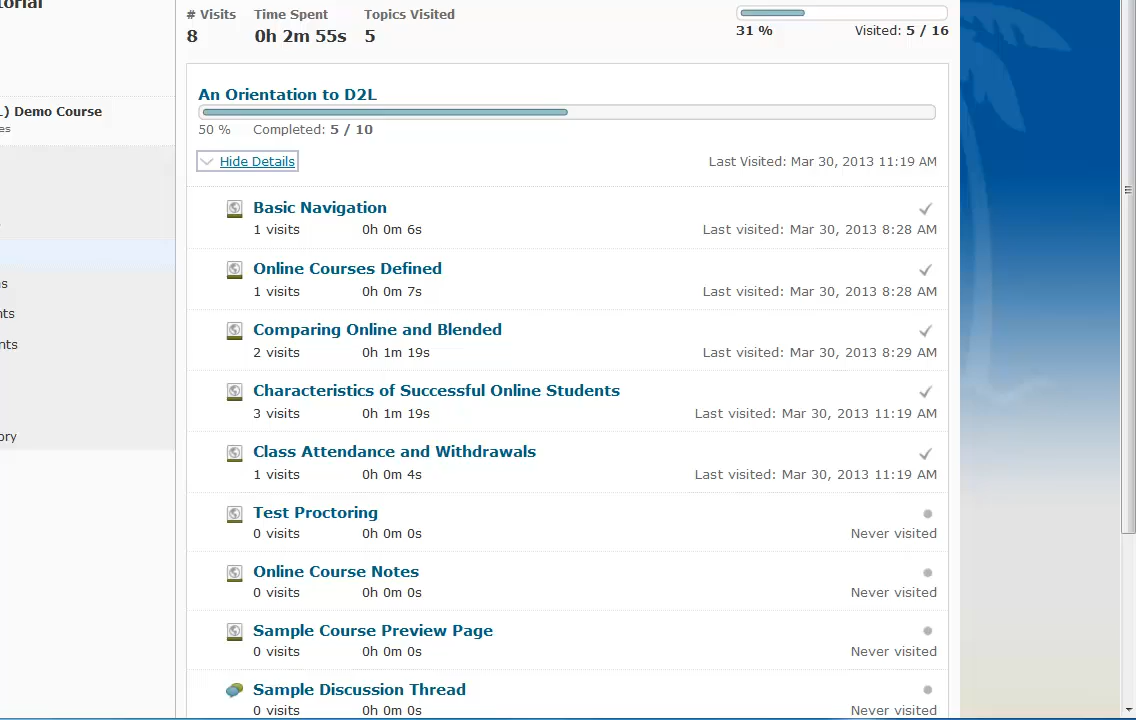 # Visits Time Spent Topics Visited
8 0h 2m 55s 5
31 % Visited: 5 / 16
) Demo Course
An Orientation to D2L
50 % Completed: 5 / 10
Hide Details Last Visited: Mar 30, 2013 11:19 AM
Basic Navigation
1 visits 0h 0m 6s Last visited: Mar 30, 2013 8:28 AM
Online Courses Defined
1 visits 0h 0m 7s Last visited: Mar 30, 2013 8:28 AM
Comparing Online and Blended
2 visits 0h 1m 19s Last visited: Mar 30, 2013 8:29 AM
Characteristics of Successful Online Students
3 visits 0h 1m 19s Last visited: Mar 30, 2013 11:19 AM
Class Attendance and Withdrawals
1 visits 0h 0m 4s Last visited: Mar 30, 2013 11:19 AM
Test Proctoring
0 visits 0h 0m 0s Never visited
Online Course Notes
0 visits 0h 0m 0s Never visited
Sample Course Preview Page
0 visits 0h 0m 0s Never visited
Sample Discussion Thread
0 visits 0h 0m 0s Never visited